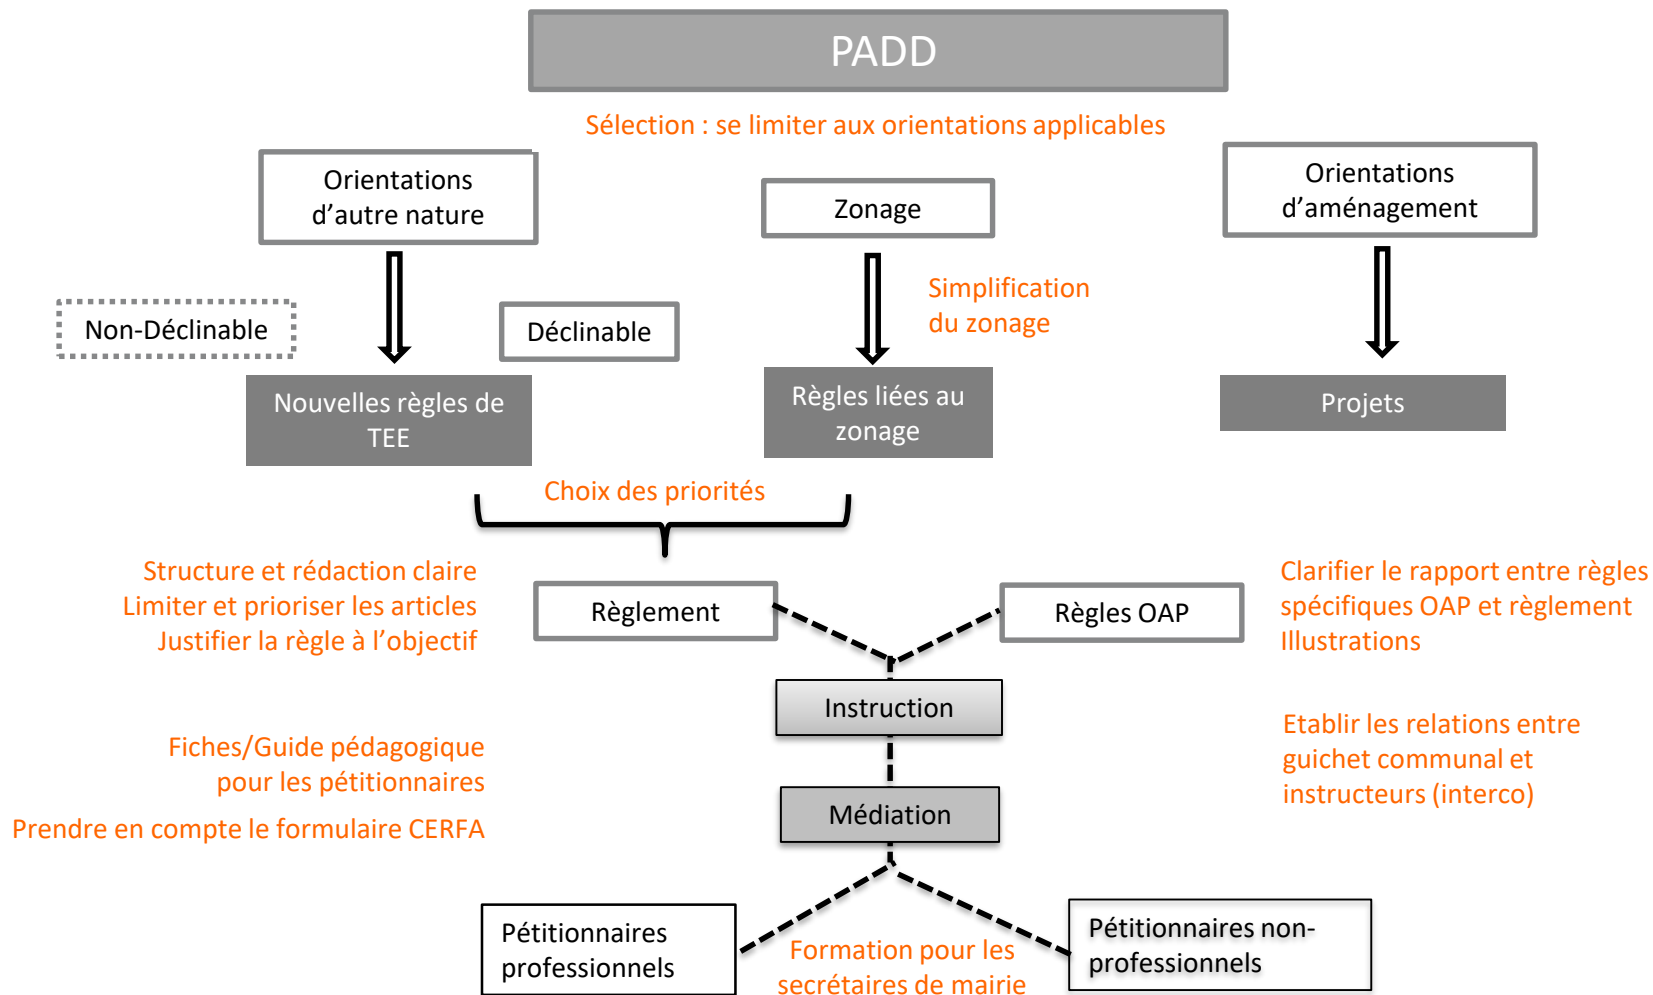 PADD
Sélection : se limiter aux orientations applicables
Orientations
d’autre nature
Zonage
Orientations
d’aménagement
Non-Déclinable
Déclinable
Simplification
du zonage
Nouvelles règles de
TEE
Règles liées au
zonage
Projets
Choix des priorités
Structure et rédaction claire
Limiter et prioriser les articles
Justifier la règle à l’objectif
Règlement
Règles OAP
Clarifier le rapport entre règles
spécifiques OAP et règlement
Illustrations
Instruction
Fiches/Guide pédagogique
pour les pétitionnaires
Prendre en compte le formulaire CERFA
Etablir les relations entre
guichet communal et
instructeurs (interco)
Médiation
Pétitionnaires
professionnels
Formation pour les
secrétaires de mairie
Pétitionnaires non-
professionnels